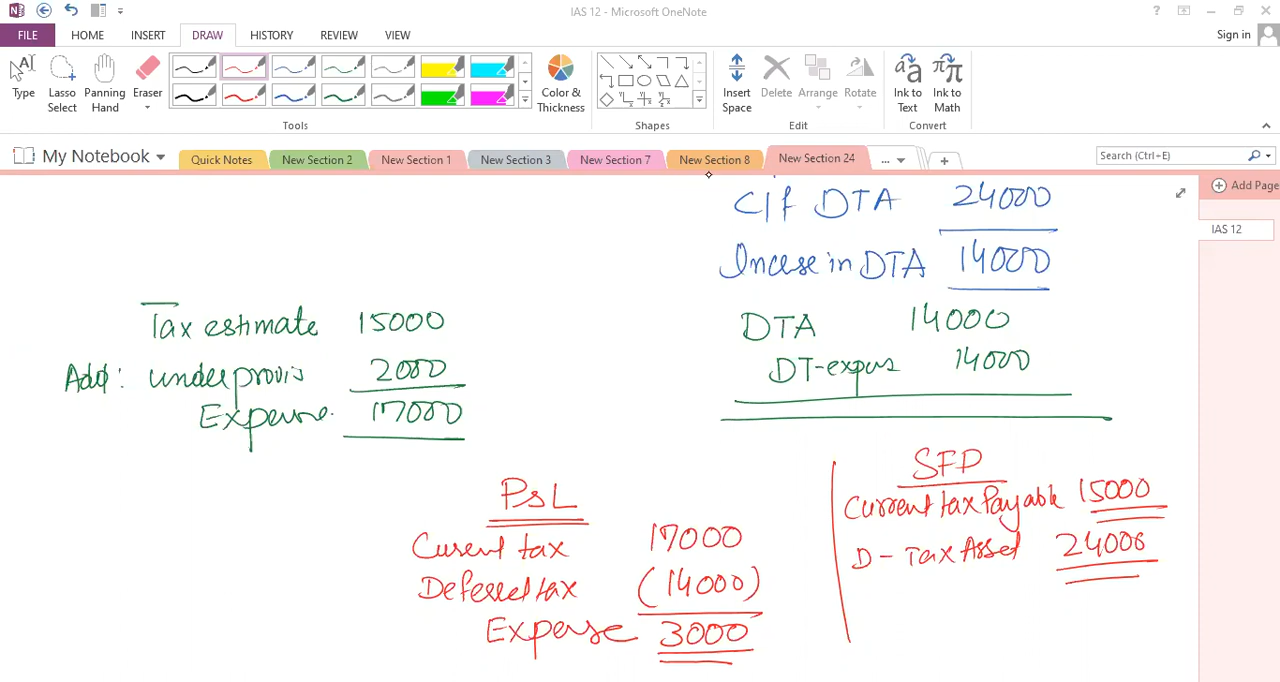 IAS 12 - Microsoft OneNote
FILE HOME INSERT DRAW HISTORY REVIEW VIEW
Sign in
Type
Lasso Select
Panning Hand
Eraser
Color & Thickness
Insert Space
Delete
Arrange
Rotate
Ink to Text
Ink to Math
Tools
Shapes
Edit
Convert
My Notebook
Quick Notes
New Section 2
New Section 1
New Section 3
New Section 7
New Section 8
New Section 24
...
Search (Ctrl+E)
Add Page
IAS 12
C/f DTA 24000
Incese in DTA 14000
Tax estimate 15000
Add: underprovis 2000
Expense 17000
DTA 14000
DT-expus 14000
P&L
Current tax 17000
Deferred tax (14000)
Expense 3000
SFP
Current tax Payable 15000
D - Tax Asset 24000